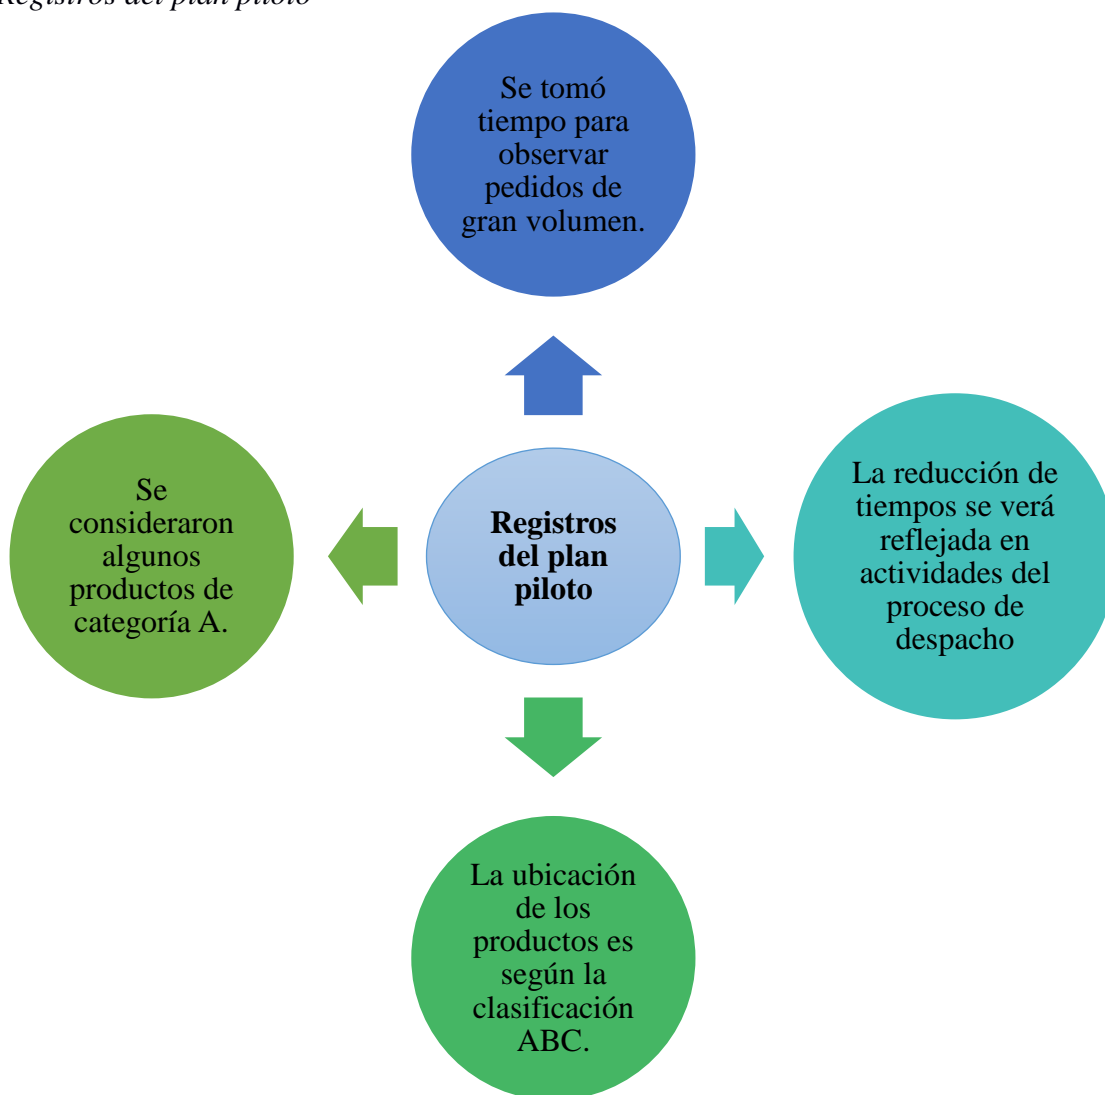 Registros del plan piloto
Se tomó
tiempo para
observar
pedidos de
gran volumen.
La reducción de
tiempos se verá
reflejada en
actividades del
proceso de
despacho
Se
consideraron
algunos
productos de
categoría A.
Registros
del plan
piloto
La ubicación
de los
productos es
según la
clasificación
ABC.